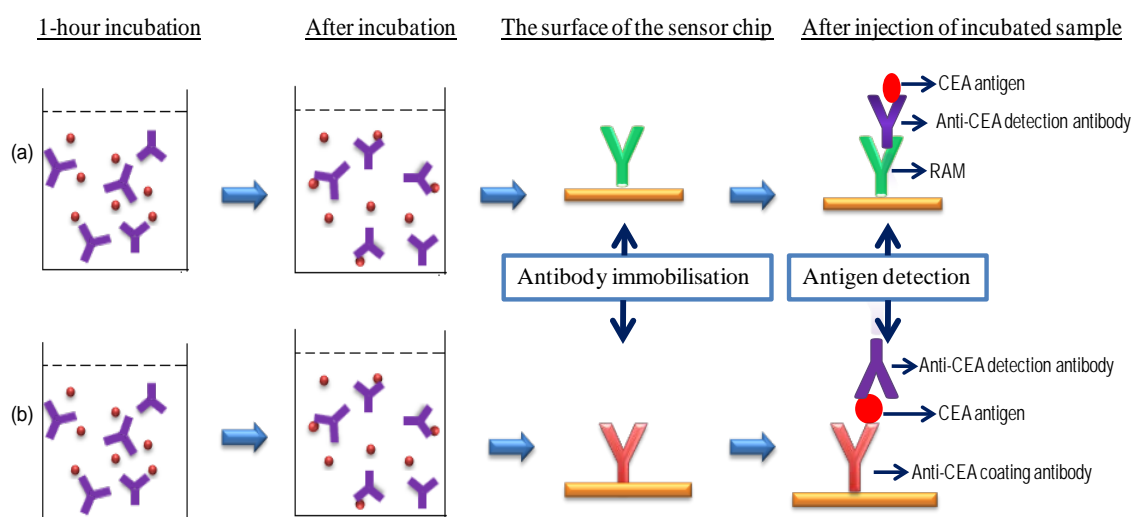 1-hour incubation
After incubation
The surface of the sensor chip
After injection of incubated sample
CEA antigen
Anti-CEA detection antibody
(a)
RAM
Antibody immobilisation
Antigen detection
Anti-CEA detection antibody
(b)
CEA antigen
Anti-CEA coating antibody